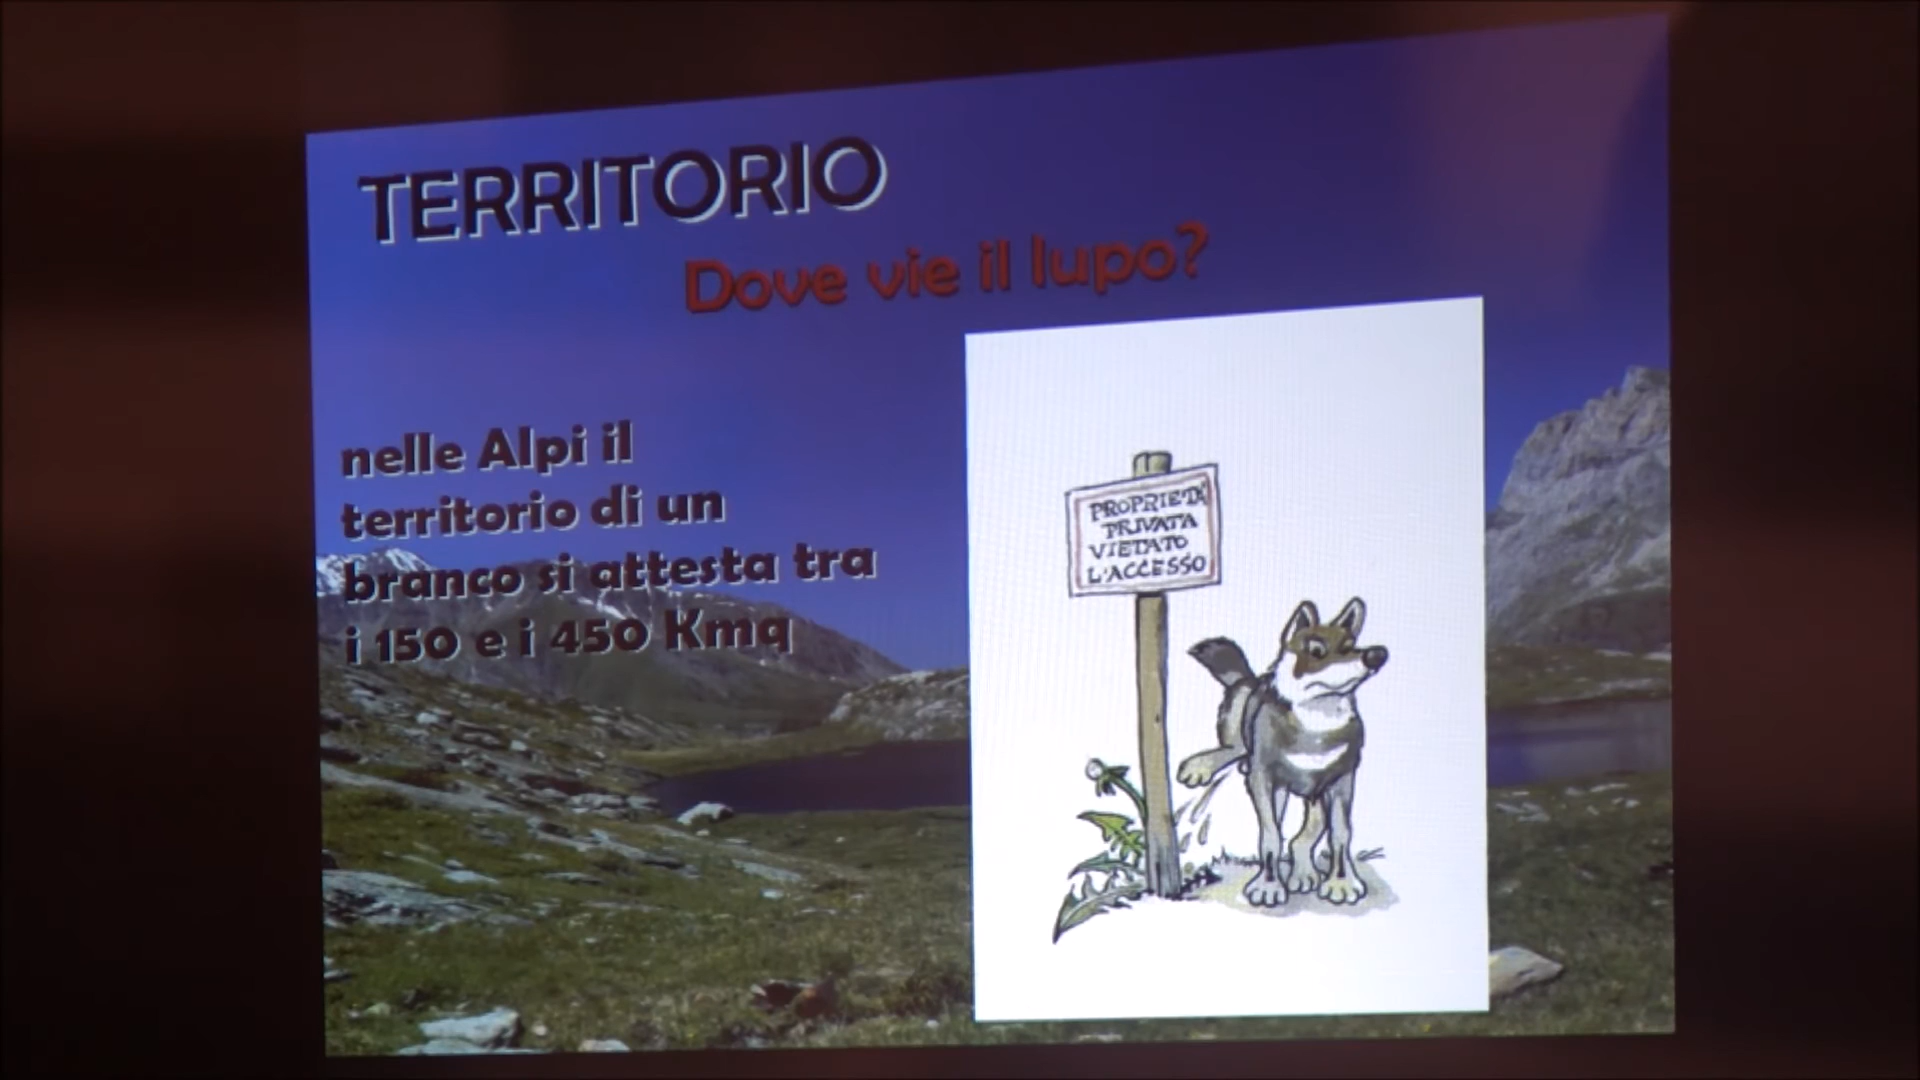 TERRITORIO
Dove vie il lupo?
nelle Alpi il
territorio di un
branco si attesta tra
i 150 e i 450 Kmq
PROPRIETÀ
PRIVATA
VIETATO
L'ACCESSO